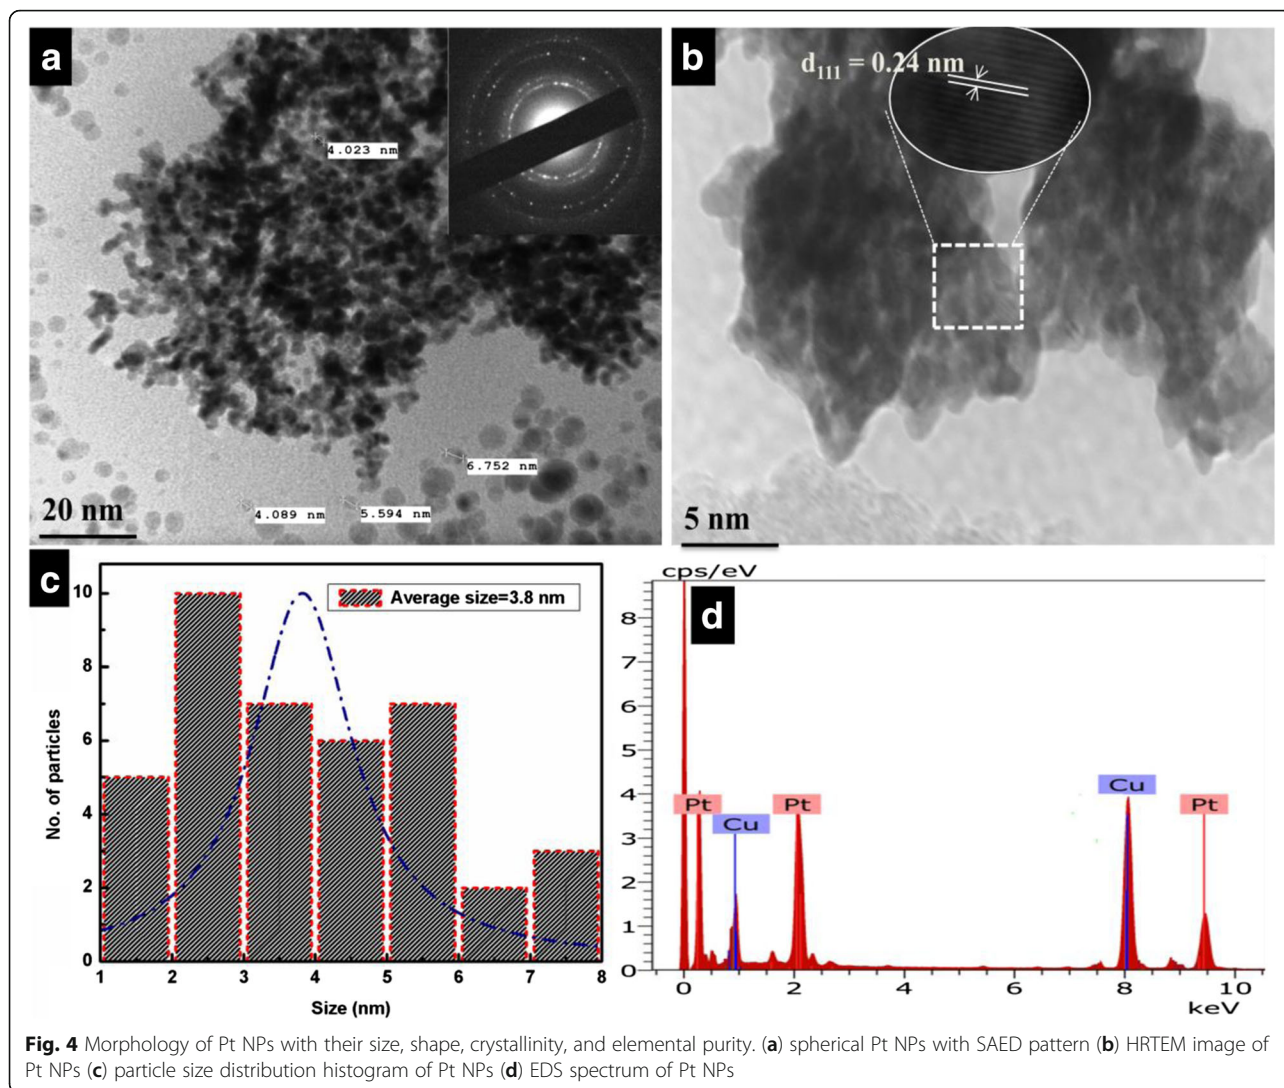 a
4.023 nm
6.752 nm
4.089 nm
5.594 nm
20 nm
b
d₁₁₁ = 0.24 nm
5 nm
c
Average size=3.8 nm
No. of particles
10
8
6
4
2
0
1 2 3 4 5 6 7 8
Size (nm)
d
cps/eV
8
7
6
5
4
3
2
1
0
Pt
Cu
Pt
Cu
Pt
0 2 4 6 8 10
keV
Fig. 4 Morphology of Pt NPs with their size, shape, crystallinity, and elemental purity. (a) spherical Pt NPs with SAED pattern (b) HRTEM image of
Pt NPs (c) particle size distribution histogram of Pt NPs (d) EDS spectrum of Pt NPs